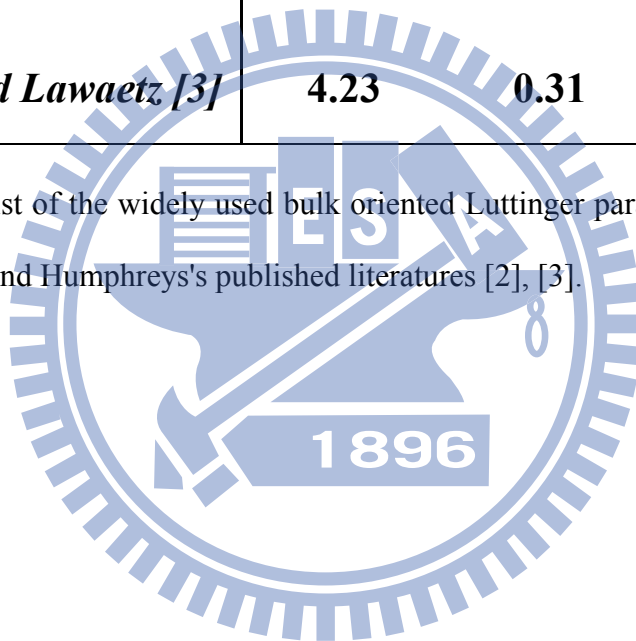 d Lawaetz [3] 4.23 0.31
st of the widely used bulk oriented Luttinger par
nd Humphreys's published literatures [2], [3].
E S A
8
1896